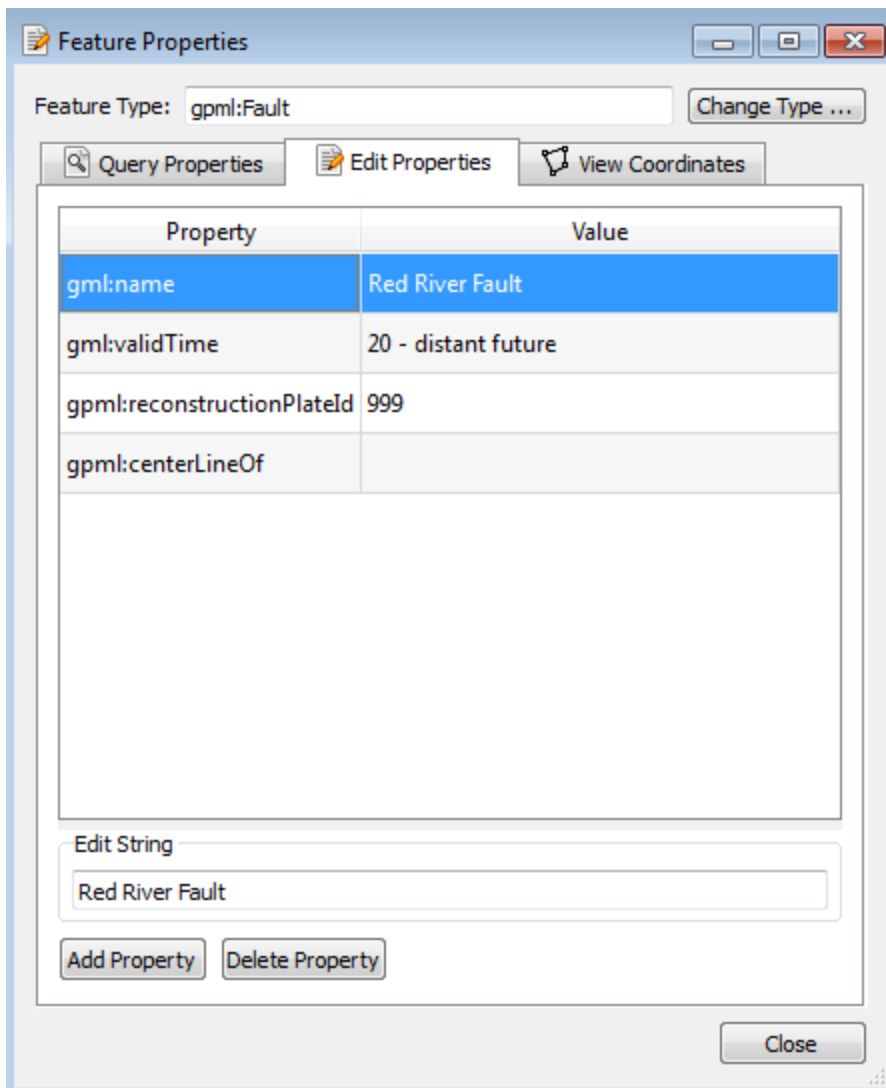 Feature Properties
Feature Type: gpml:Fault Change Type ...
Query Properties Edit Properties View Coordinates
Property Value
gml:name Red River Fault
gml:validTime 20 - distant future
gpml:reconstructionPlateId 999
gpml:centerLineOf
Edit String
Red River Fault
Add Property Delete Property
Close